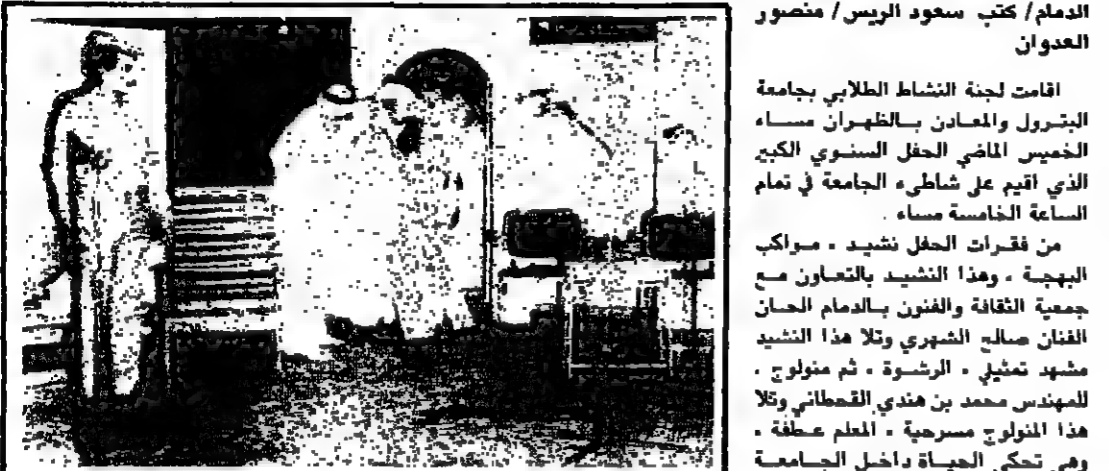 الدمام/ كتب سعود الريس/ منصور
العدوان
اقامت لجنة النشاط الطلابي بجامعة
البترول والمعادن بالظهران مساء
الخميس الماضي الحفل السنوي الكبير
الذي اقيم على شاطىء الجامعة في تمام
الساعة الخامسة مساء .
من فقرات الحفل نشيد « مواكب
البهجة » وهذا النشيد بالتعاون مع
جمعية الثقافة والفنون بالدمام الحان
الفنان صالح الشهري وتلا هذا النشيد
مشهد تمثيلي « الرشوة » ثم منولوج .
للمهندس محمد بن هندي القحطاني وتلا
هذا المنولوج مسرحية « المعلم عطفة »
وهي تحكي الحياة داخل الجامعة